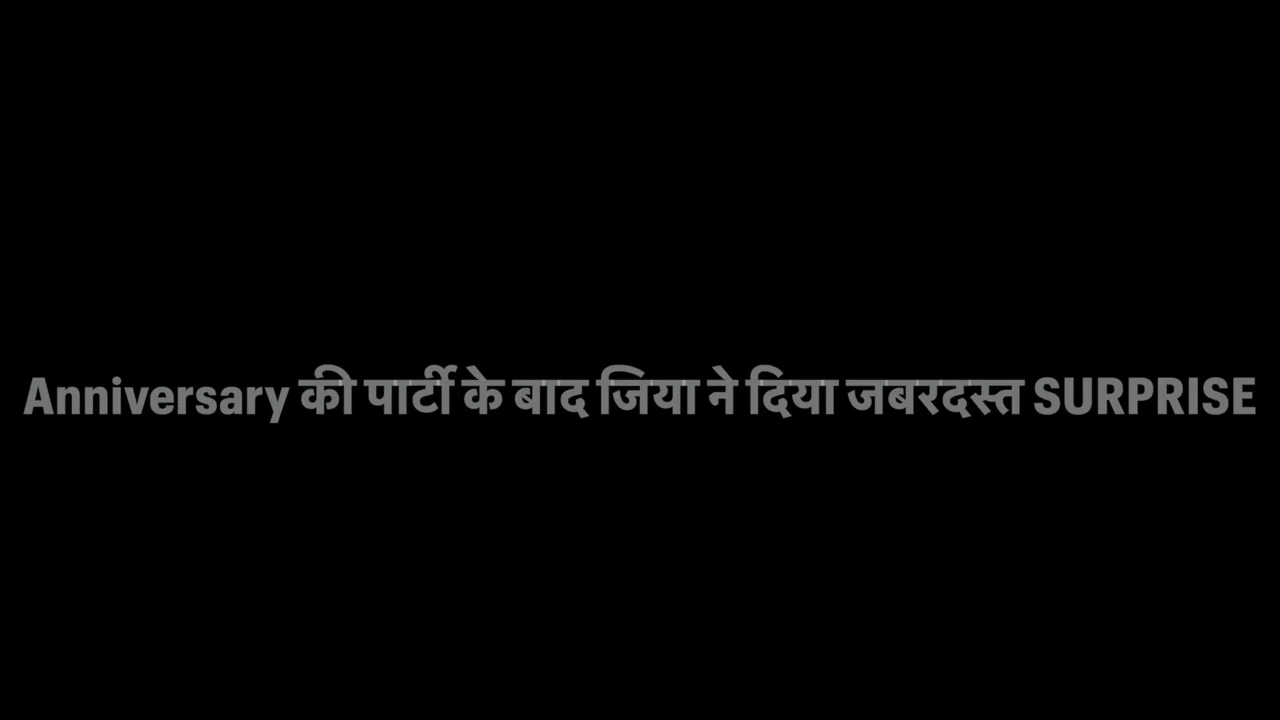 Anniversary की पार्टी के बाद जिया ने दिया जबरदस्त SURPRISE